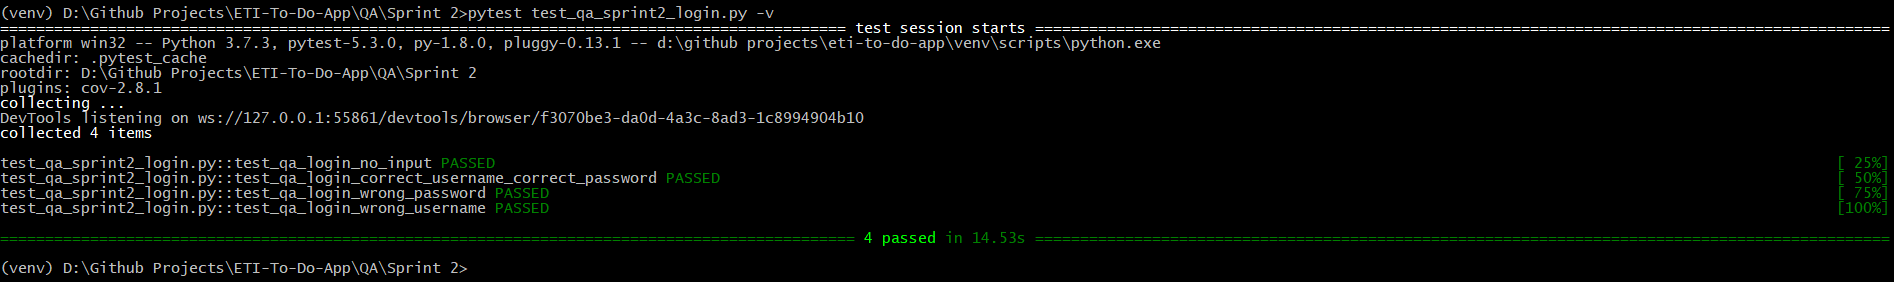 (venv) D:\Github Projects\ETI-To-Do-App\QA\Sprint 2>pytest test_qa_sprint2_login.py -v
============================================================================================== test session starts ===============================================================================================
platform win32 -- Python 3.7.3, pytest-5.3.0, py-1.8.0, pluggy-0.13.1 -- d:\github projects\eti-to-do-app\venv\scripts\python.exe
cachedir: .pytest_cache
rootdir: D:\Github Projects\ETI-To-Do-App\QA\Sprint 2
plugins: cov-2.8.1
collecting ...
DevTools listening on ws://127.0.0.1:55861/devtools/browser/f3070be3-da0d-4a3c-8ad3-1c8994904b10
collected 4 items
test_qa_sprint2_login.py::test_qa_login_no_input PASSED [ 25%]
test_qa_sprint2_login.py::test_qa_login_correct_username_correct_password PASSED [ 50%]
test_qa_sprint2_login.py::test_qa_login_wrong_password PASSED [ 75%]
test_qa_sprint2_login.py::test_qa_login_wrong_username PASSED [100%]
=============================================================================================== 4 passed in 14.53s ===============================================================================================
(venv) D:\Github Projects\ETI-To-Do-App\QA\Sprint 2>